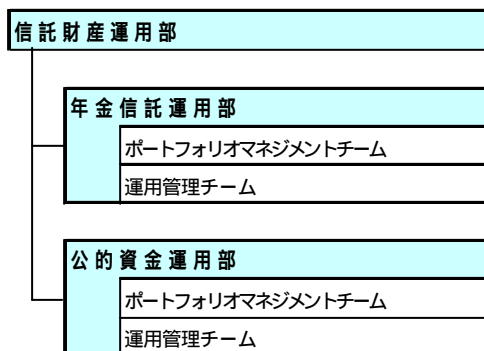 信託財産運用部
年金信託運用部
ポートフォリオマネジメントチーム
運用管理チーム
公的資金運用部
ポートフォリオマネジメントチーム
運用管理チーム